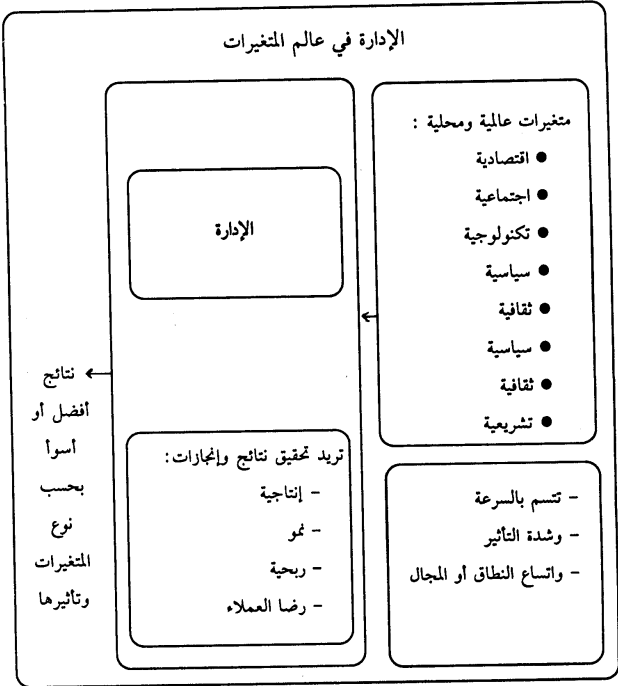 الإدارة في عالم المتغيرات
متغيرات عالمية ومحلية :
● اقتصادية
● اجتماعية
● تكنولوجية
● سياسية
● ثقافية
● سياسية
● ثقافية
● تشريعية
– تتسم بالسرعة
– وشدة التأثير
– واتساع النطاق أو المجال
الإدارة
تريد تحقيق نتائج وإنجازات:
– إنتاجية
– نمو
– ربحية
– رضا العملاء
نتائج
أفضل أو
أسوأ
بحسب
نوع
المتغيرات
وتأثيرها